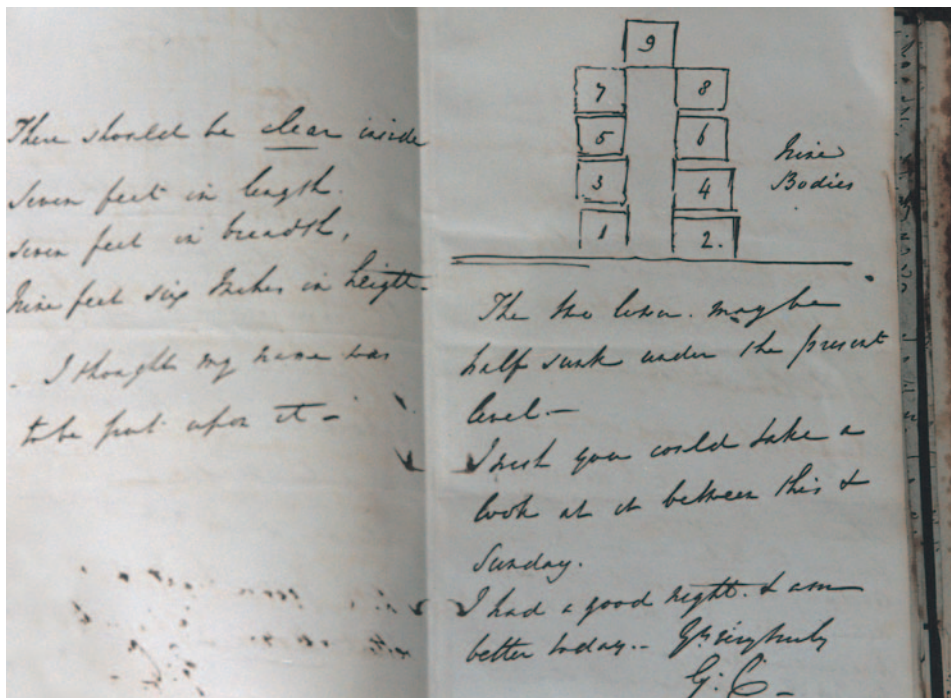 There should be clear inside
Seven feet in length.
Seven feet in breadth,
Nine feet six Inches in height-
- I thought my name was
to be put upon it -
9
7 8
5 6
3 4
1 2.
Nine
Bodies
The two lower. may be
half sunk under the present
level.-
I wish you could take a
look at it between this &
Sunday.
I had a good night. & am
better today.. Yrs very truly
G: C-